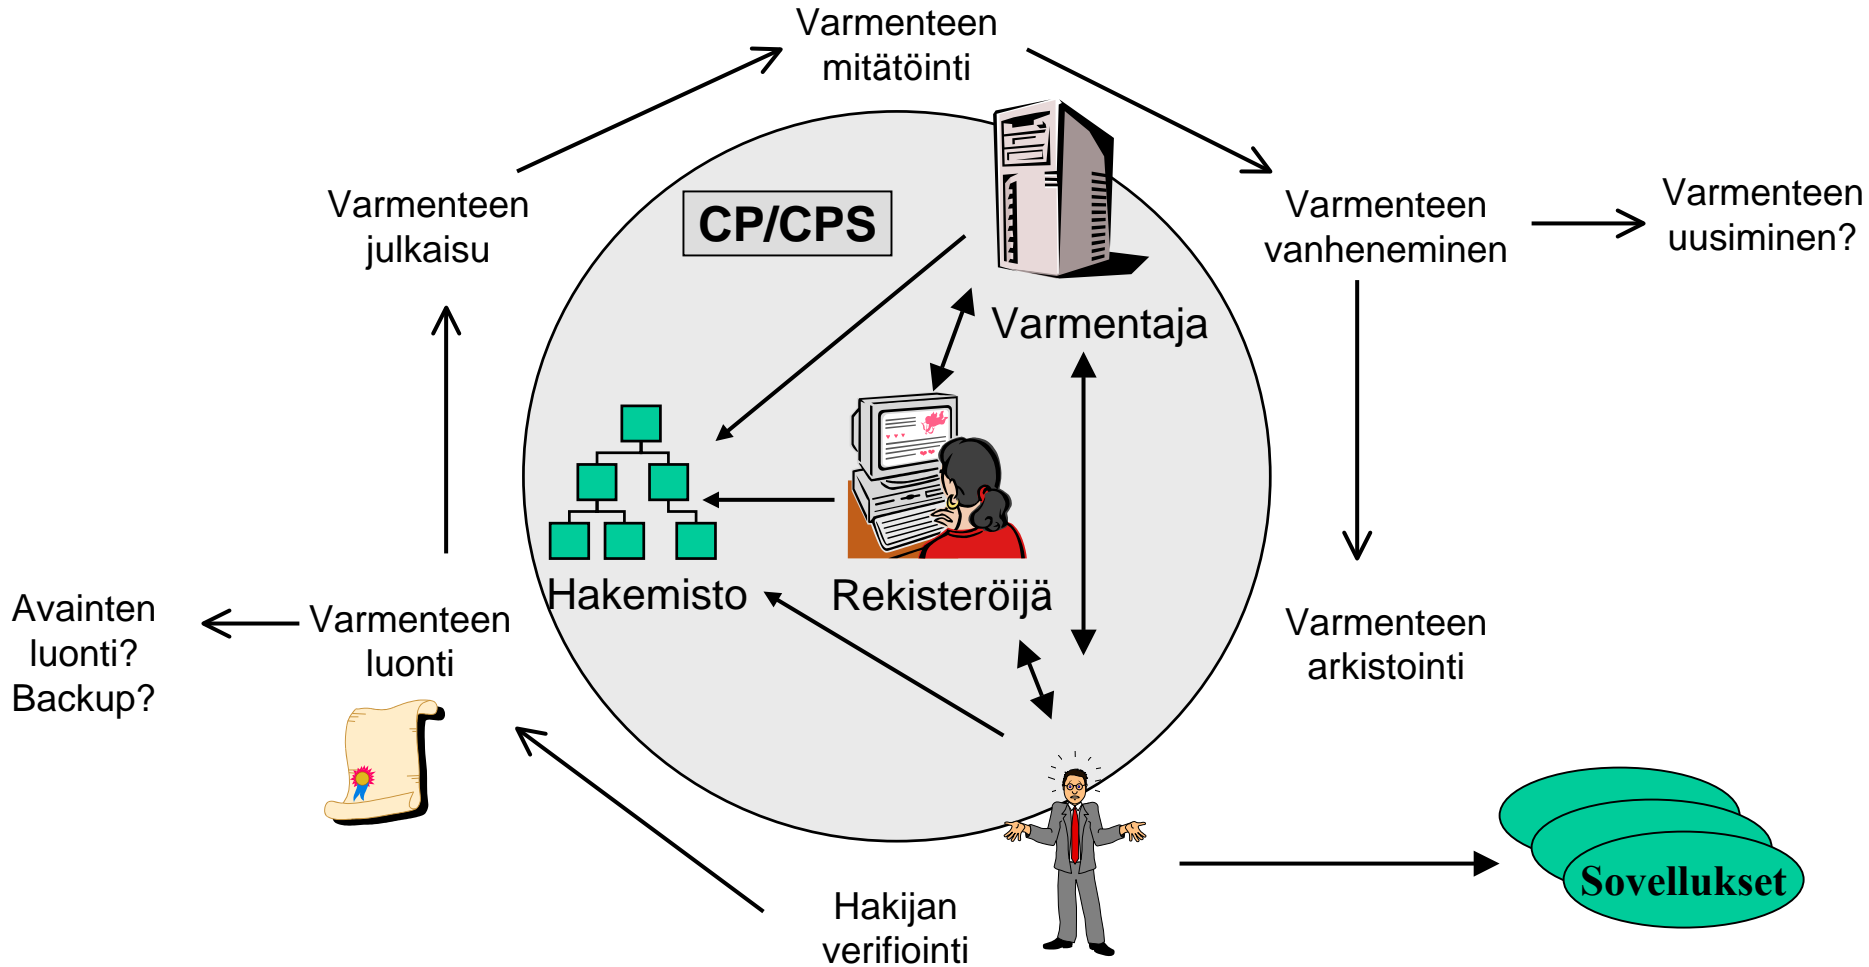 Varmenteen
mitätöinti
Varmenteen
julkaisu
CP/CPS
Varmenteen
vanheneminen
Varmenteen
uusiminen?
Varmentaja
Hakemisto
Rekisteröijä
Avainten
luonti?
Backup?
Varmenteen
luonti
Varmenteen
arkistointi
Hakijan
verifiointi
Sovellukset